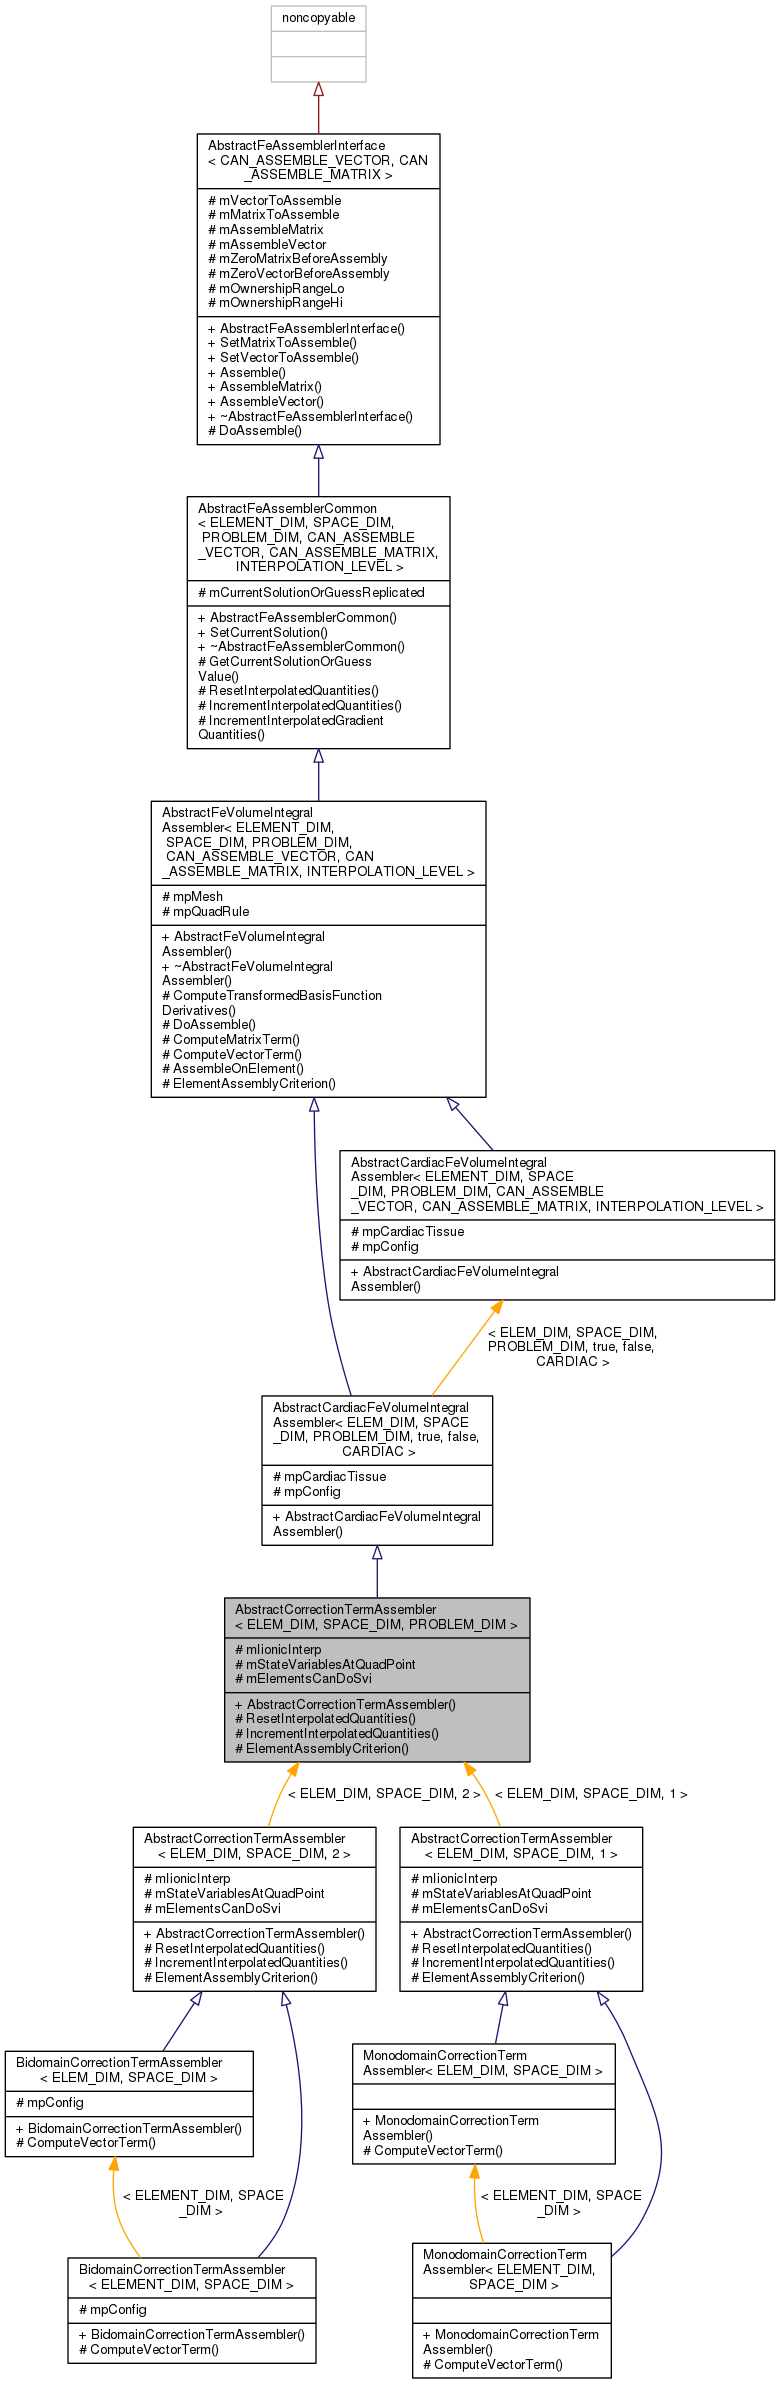 noncopyable
AbstractFeAssemblerInterface
< CAN_ASSEMBLE_VECTOR, CAN
_ASSEMBLE_MATRIX >
# mVectorToAssemble
# mMatrixToAssemble
# mAssembleMatrix
# mAssembleVector
# mZeroMatrixBeforeAssembly
# mZeroVectorBeforeAssembly
# mOwnershipRangeLo
# mOwnershipRangeHi
+ AbstractFeAssemblerInterface()
+ SetMatrixToAssemble()
+ SetVectorToAssemble()
+ Assemble()
+ AssembleMatrix()
+ AssembleVector()
+ ~AbstractFeAssemblerInterface()
# DoAssemble()
AbstractFeAssemblerCommon
< ELEMENT_DIM, SPACE_DIM,
PROBLEM_DIM, CAN_ASSEMBLE
_VECTOR, CAN_ASSEMBLE_MATRIX,
INTERPOLATION_LEVEL >
# mCurrentSolutionOrGuessReplicated
+ AbstractFeAssemblerCommon()
+ SetCurrentSolution()
+ ~AbstractFeAssemblerCommon()
# GetCurrentSolutionOrGuess
Value()
# ResetInterpolatedQuantities()
# IncrementInterpolatedQuantities()
# IncrementInterpolatedGradient
Quantities()
AbstractFeVolumeIntegral
Assembler< ELEMENT_DIM,
SPACE_DIM, PROBLEM_DIM,
CAN_ASSEMBLE_VECTOR, CAN
_ASSEMBLE_MATRIX, INTERPOLATION_LEVEL >
# mpMesh
# mpQuadRule
+ AbstractFeVolumeIntegral
Assembler()
+ ~AbstractFeVolumeIntegral
Assembler()
# ComputeTransformedBasisFunction
Derivatives()
# DoAssemble()
# ComputeMatrixTerm()
# ComputeVectorTerm()
# AssembleOnElement()
# ElementAssemblyCriterion()
AbstractCardiacFeVolumeIntegral
Assembler< ELEMENT_DIM, SPACE
_DIM, PROBLEM_DIM, CAN_ASSEMBLE
_VECTOR, CAN_ASSEMBLE_MATRIX, INTERPOLATION_LEVEL >
# mpCardiacTissue
# mpConfig
+ AbstractCardiacFeVolumeIntegral
Assembler()
< ELEM_DIM, SPACE_DIM,
PROBLEM_DIM, true, false,
CARDIAC >
AbstractCardiacFeVolumeIntegral
Assembler< ELEM_DIM, SPACE
_DIM, PROBLEM_DIM, true, false,
CARDIAC >
# mpCardiacTissue
# mpConfig
+ AbstractCardiacFeVolumeIntegral
Assembler()
AbstractCorrectionTermAssembler
< ELEM_DIM, SPACE_DIM, PROBLEM_DIM >
# mIionicInterp
# mStateVariablesAtQuadPoint
# mElementsCanDoSvi
+ AbstractCorrectionTermAssembler()
# ResetInterpolatedQuantities()
# IncrementInterpolatedQuantities()
# ElementAssemblyCriterion()
< ELEM_DIM, SPACE_DIM, 2 >
< ELEM_DIM, SPACE_DIM, 1 >
AbstractCorrectionTermAssembler
< ELEM_DIM, SPACE_DIM, 2 >
# mIionicInterp
# mStateVariablesAtQuadPoint
# mElementsCanDoSvi
+ AbstractCorrectionTermAssembler()
# ResetInterpolatedQuantities()
# IncrementInterpolatedQuantities()
# ElementAssemblyCriterion()
AbstractCorrectionTermAssembler
< ELEM_DIM, SPACE_DIM, 1 >
# mIionicInterp
# mStateVariablesAtQuadPoint
# mElementsCanDoSvi
+ AbstractCorrectionTermAssembler()
# ResetInterpolatedQuantities()
# IncrementInterpolatedQuantities()
# ElementAssemblyCriterion()
BidomainCorrectionTermAssembler
< ELEM_DIM, SPACE_DIM >
# mpConfig
+ BidomainCorrectionTermAssembler()
# ComputeVectorTerm()
MonodomainCorrectionTerm
Assembler< ELEM_DIM, SPACE_DIM >
+ MonodomainCorrectionTerm
Assembler()
# ComputeVectorTerm()
< ELEMENT_DIM, SPACE
_DIM >
< ELEMENT_DIM, SPACE
_DIM >
BidomainCorrectionTermAssembler
< ELEMENT_DIM, SPACE_DIM >
# mpConfig
+ BidomainCorrectionTermAssembler()
# ComputeVectorTerm()
MonodomainCorrectionTerm
Assembler< ELEMENT_DIM,
SPACE_DIM >
+ MonodomainCorrectionTerm
Assembler()
# ComputeVectorTerm()